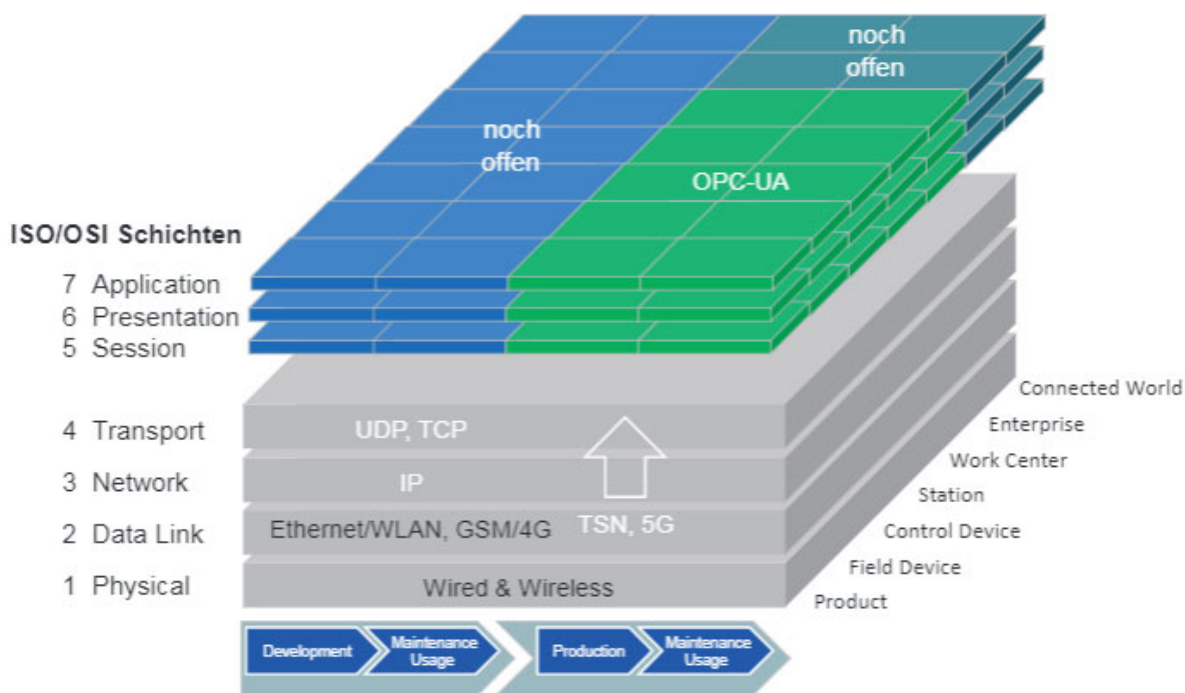 noch
offen
noch
offen
OPC-UA
ISO/OSI Schichten
7 Application
6 Presentation
5 Session
4 Transport
UDP, TCP
3 Network
IP
2 Data Link
Ethernet/WLAN, GSM/4G
TSN, 5G
1 Physical
Wired & Wireless
Connected World
Enterprise
Work Center
Station
Control Device
Field Device
Product
Development
Maintenance
Usage
Production
Maintenance
Usage